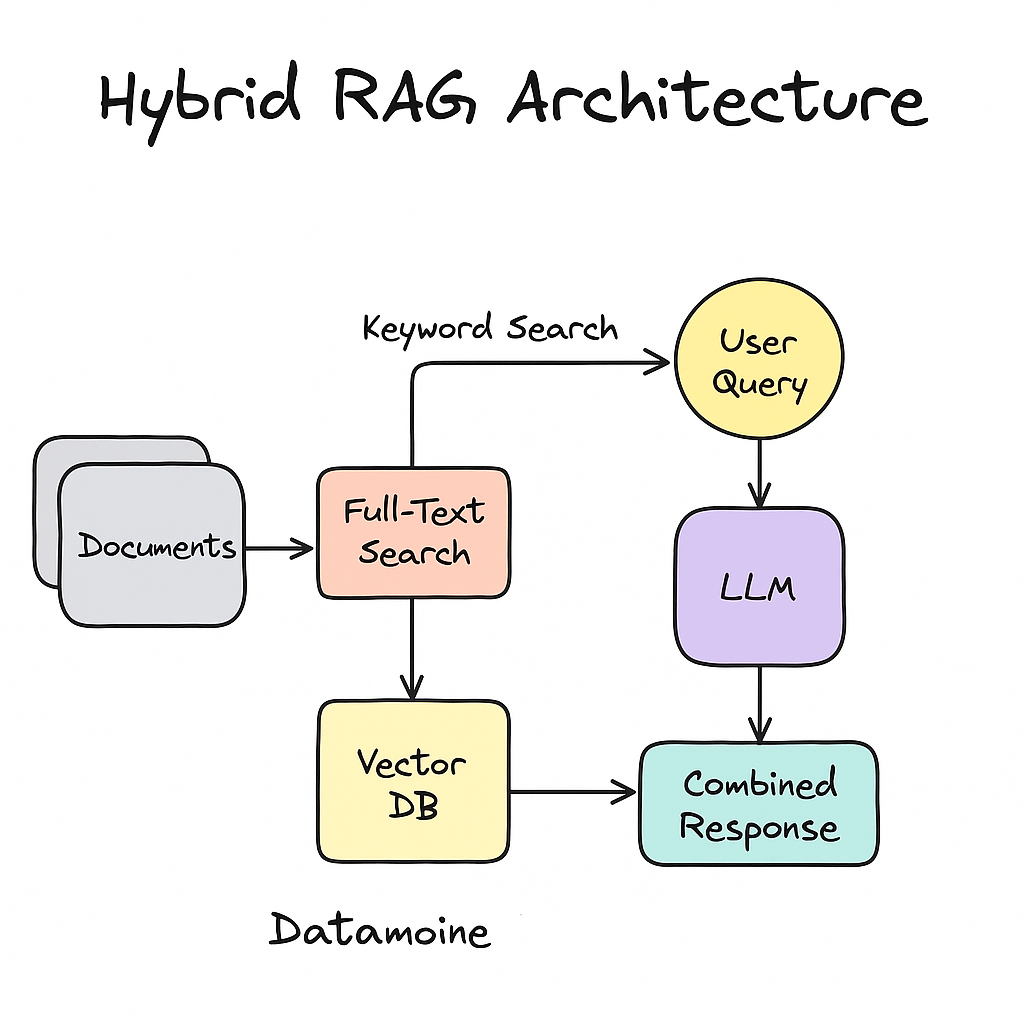 Hybrid RAG Architecture
Keyword Search
User
Query
Documents
Full-Text
Search
LLM
Vector
DB
Combined
Response
Datamoine